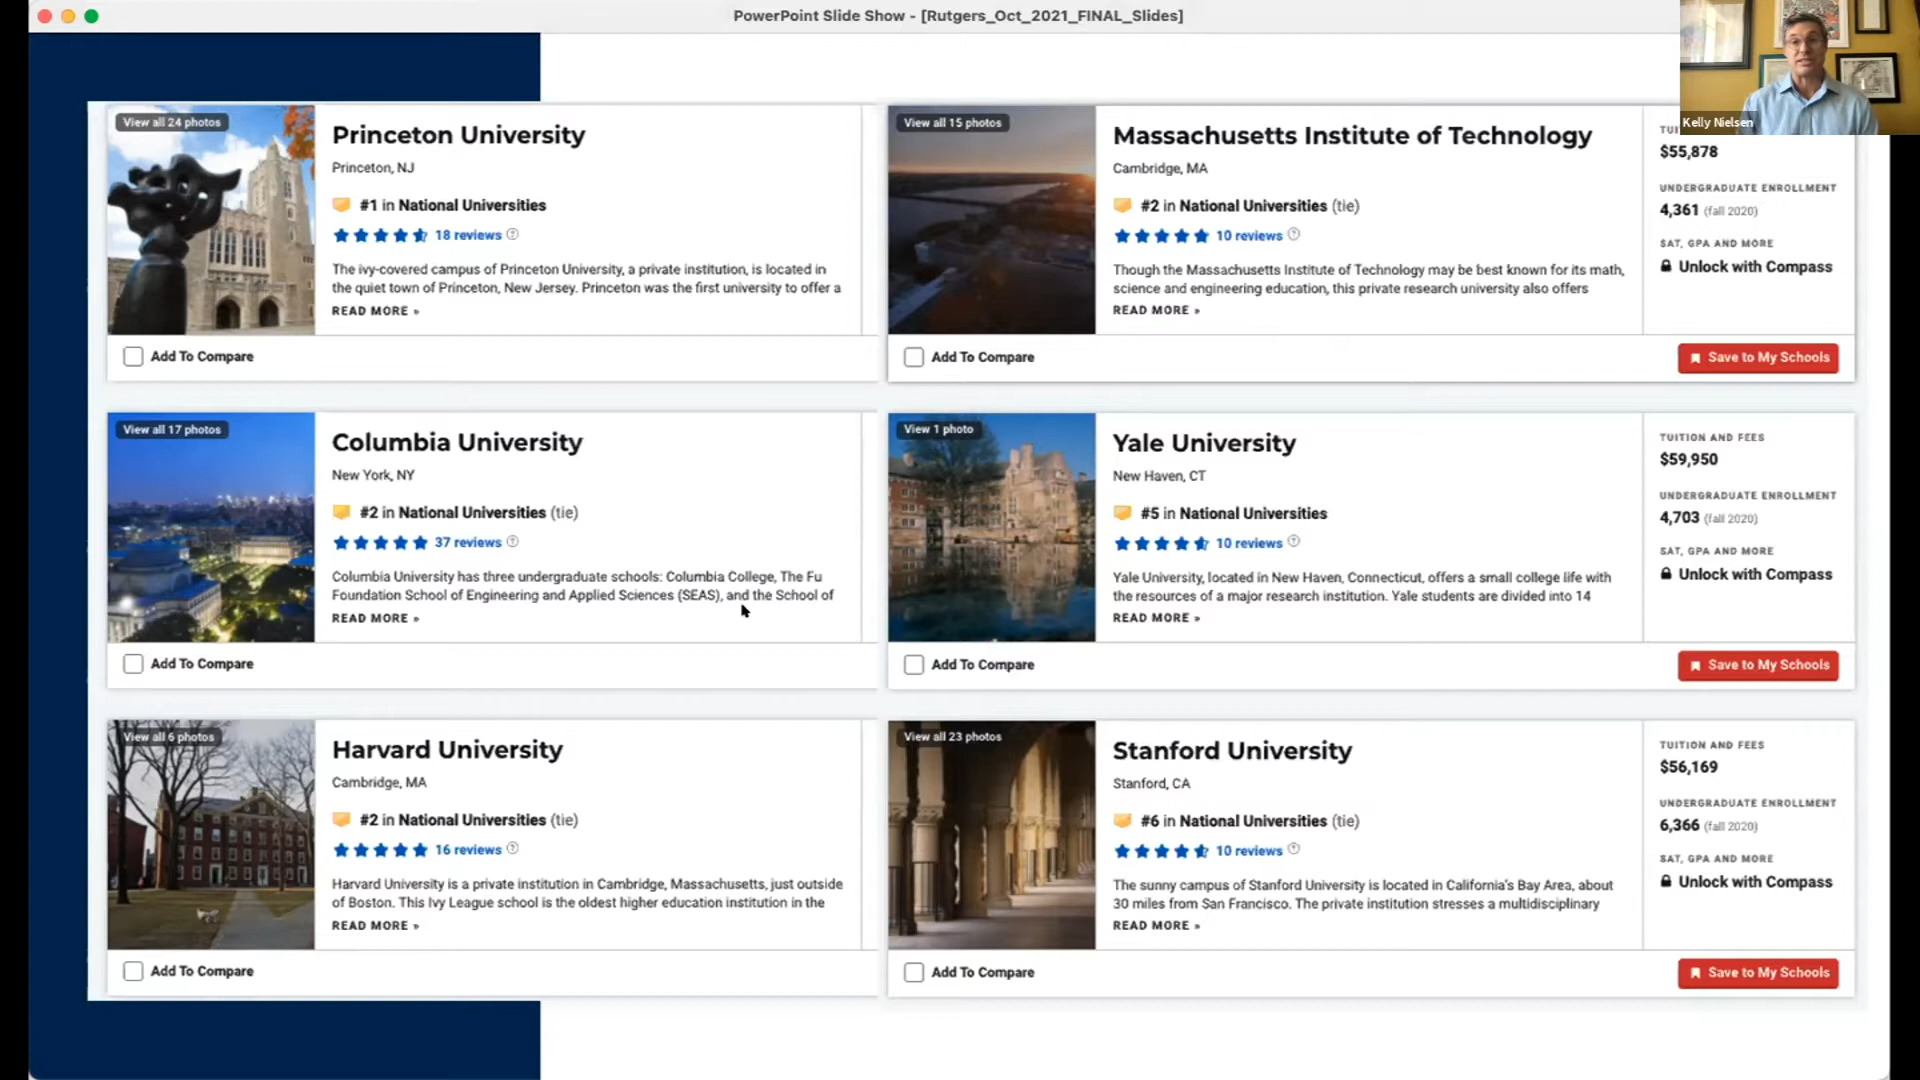 PowerPoint Slide Show - [Rutgers_Oct_2021_FINAL_Slides]
Kelly Nielsen
View all 24 photos
Princeton University
Princeton, NJ
#1 in National Universities
18 reviews
The ivy-covered campus of Princeton University, a private institution, is located in
the quiet town of Princeton, New Jersey. Princeton was the first university to offer a
READ MORE »
Add To Compare
View all 15 photos
Massachusetts Institute of Technology
Cambridge, MA
#2 in National Universities (tie)
10 reviews
Though the Massachusetts Institute of Technology may be best known for its math,
science and engineering education, this private research university also offers
READ MORE »
$55,878
UNDERGRADUATE ENROLLMENT
4,361 (fall 2020)
SAT, GPA AND MORE
Unlock with Compass
Add To Compare
Save to My Schools
View all 17 photos
Columbia University
New York, NY
#2 in National Universities (tie)
37 reviews
Columbia University has three undergraduate schools: Columbia College, The Fu
Foundation School of Engineering and Applied Sciences (SEAS), and the School of
READ MORE »
Add To Compare
View 1 photo
Yale University
New Haven, CT
#5 in National Universities
10 reviews
Yale University, located in New Haven, Connecticut, offers a small college life with
the resources of a major research institution. Yale students are divided into 14
READ MORE »
TUITION AND FEES
$59,950
UNDERGRADUATE ENROLLMENT
4,703 (fall 2020)
SAT, GPA AND MORE
Unlock with Compass
Add To Compare
Save to My Schools
View all 6 photos
Harvard University
Cambridge, MA
#2 in National Universities (tie)
16 reviews
Harvard University is a private institution in Cambridge, Massachusetts, just outside
of Boston. This Ivy League school is the oldest higher education institution in the
READ MORE »
Add To Compare
View all 23 photos
Stanford University
Stanford, CA
#6 in National Universities (tie)
10 reviews
The sunny campus of Stanford University is located in California's Bay Area, about
30 miles from San Francisco. The private institution stresses a multidisciplinary
READ MORE »
TUITION AND FEES
$56,169
UNDERGRADUATE ENROLLMENT
6,366 (fall 2020)
SAT, GPA AND MORE
Unlock with Compass
Add To Compare
Save to My Schools